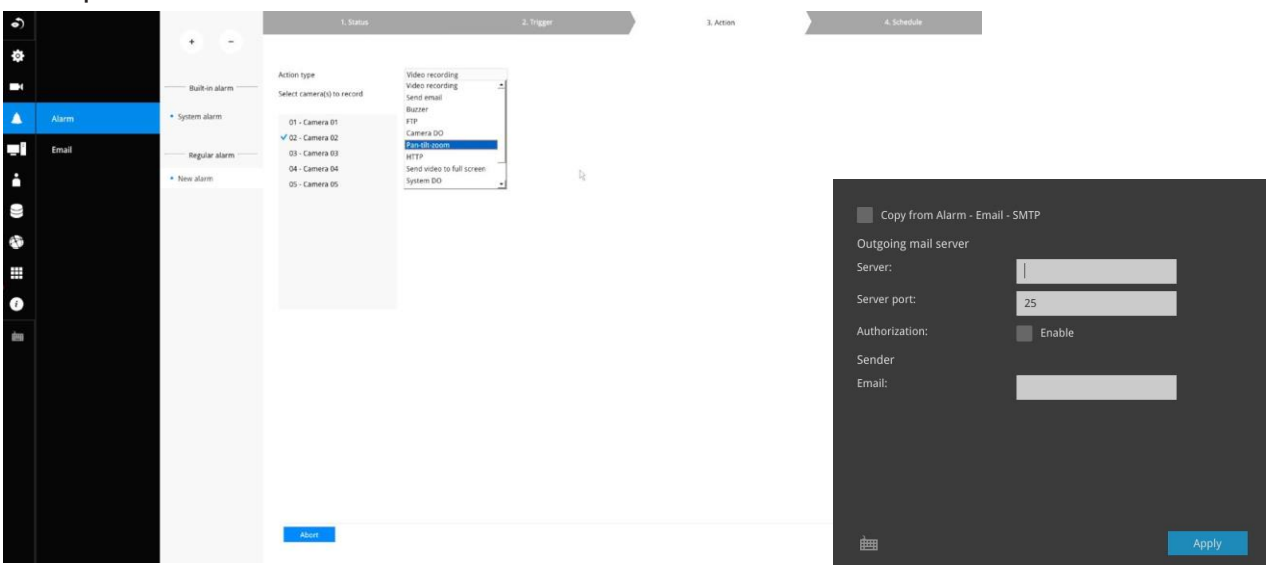 1. Status
2. Trigger
3. Action
4. Schedule
+ -
Alarm
Email
Built-in alarm
System alarm
Regular alarm
New alarm
Action type
Video recording
Select camera(s) to record
01 - Camera 01
02 - Camera 02
03 - Camera 03
04 - Camera 04
05 - Camera 05
Video recording
Send email
Buzzer
FTP
Camera DO
Pan-tilt-zoom
HTTP
Send video to full screen
System DO
Abort
Copy from Alarm - Email - SMTP
Outgoing mail server
Server:
Server port: 25
Authorization: Enable
Sender
Email:
Apply